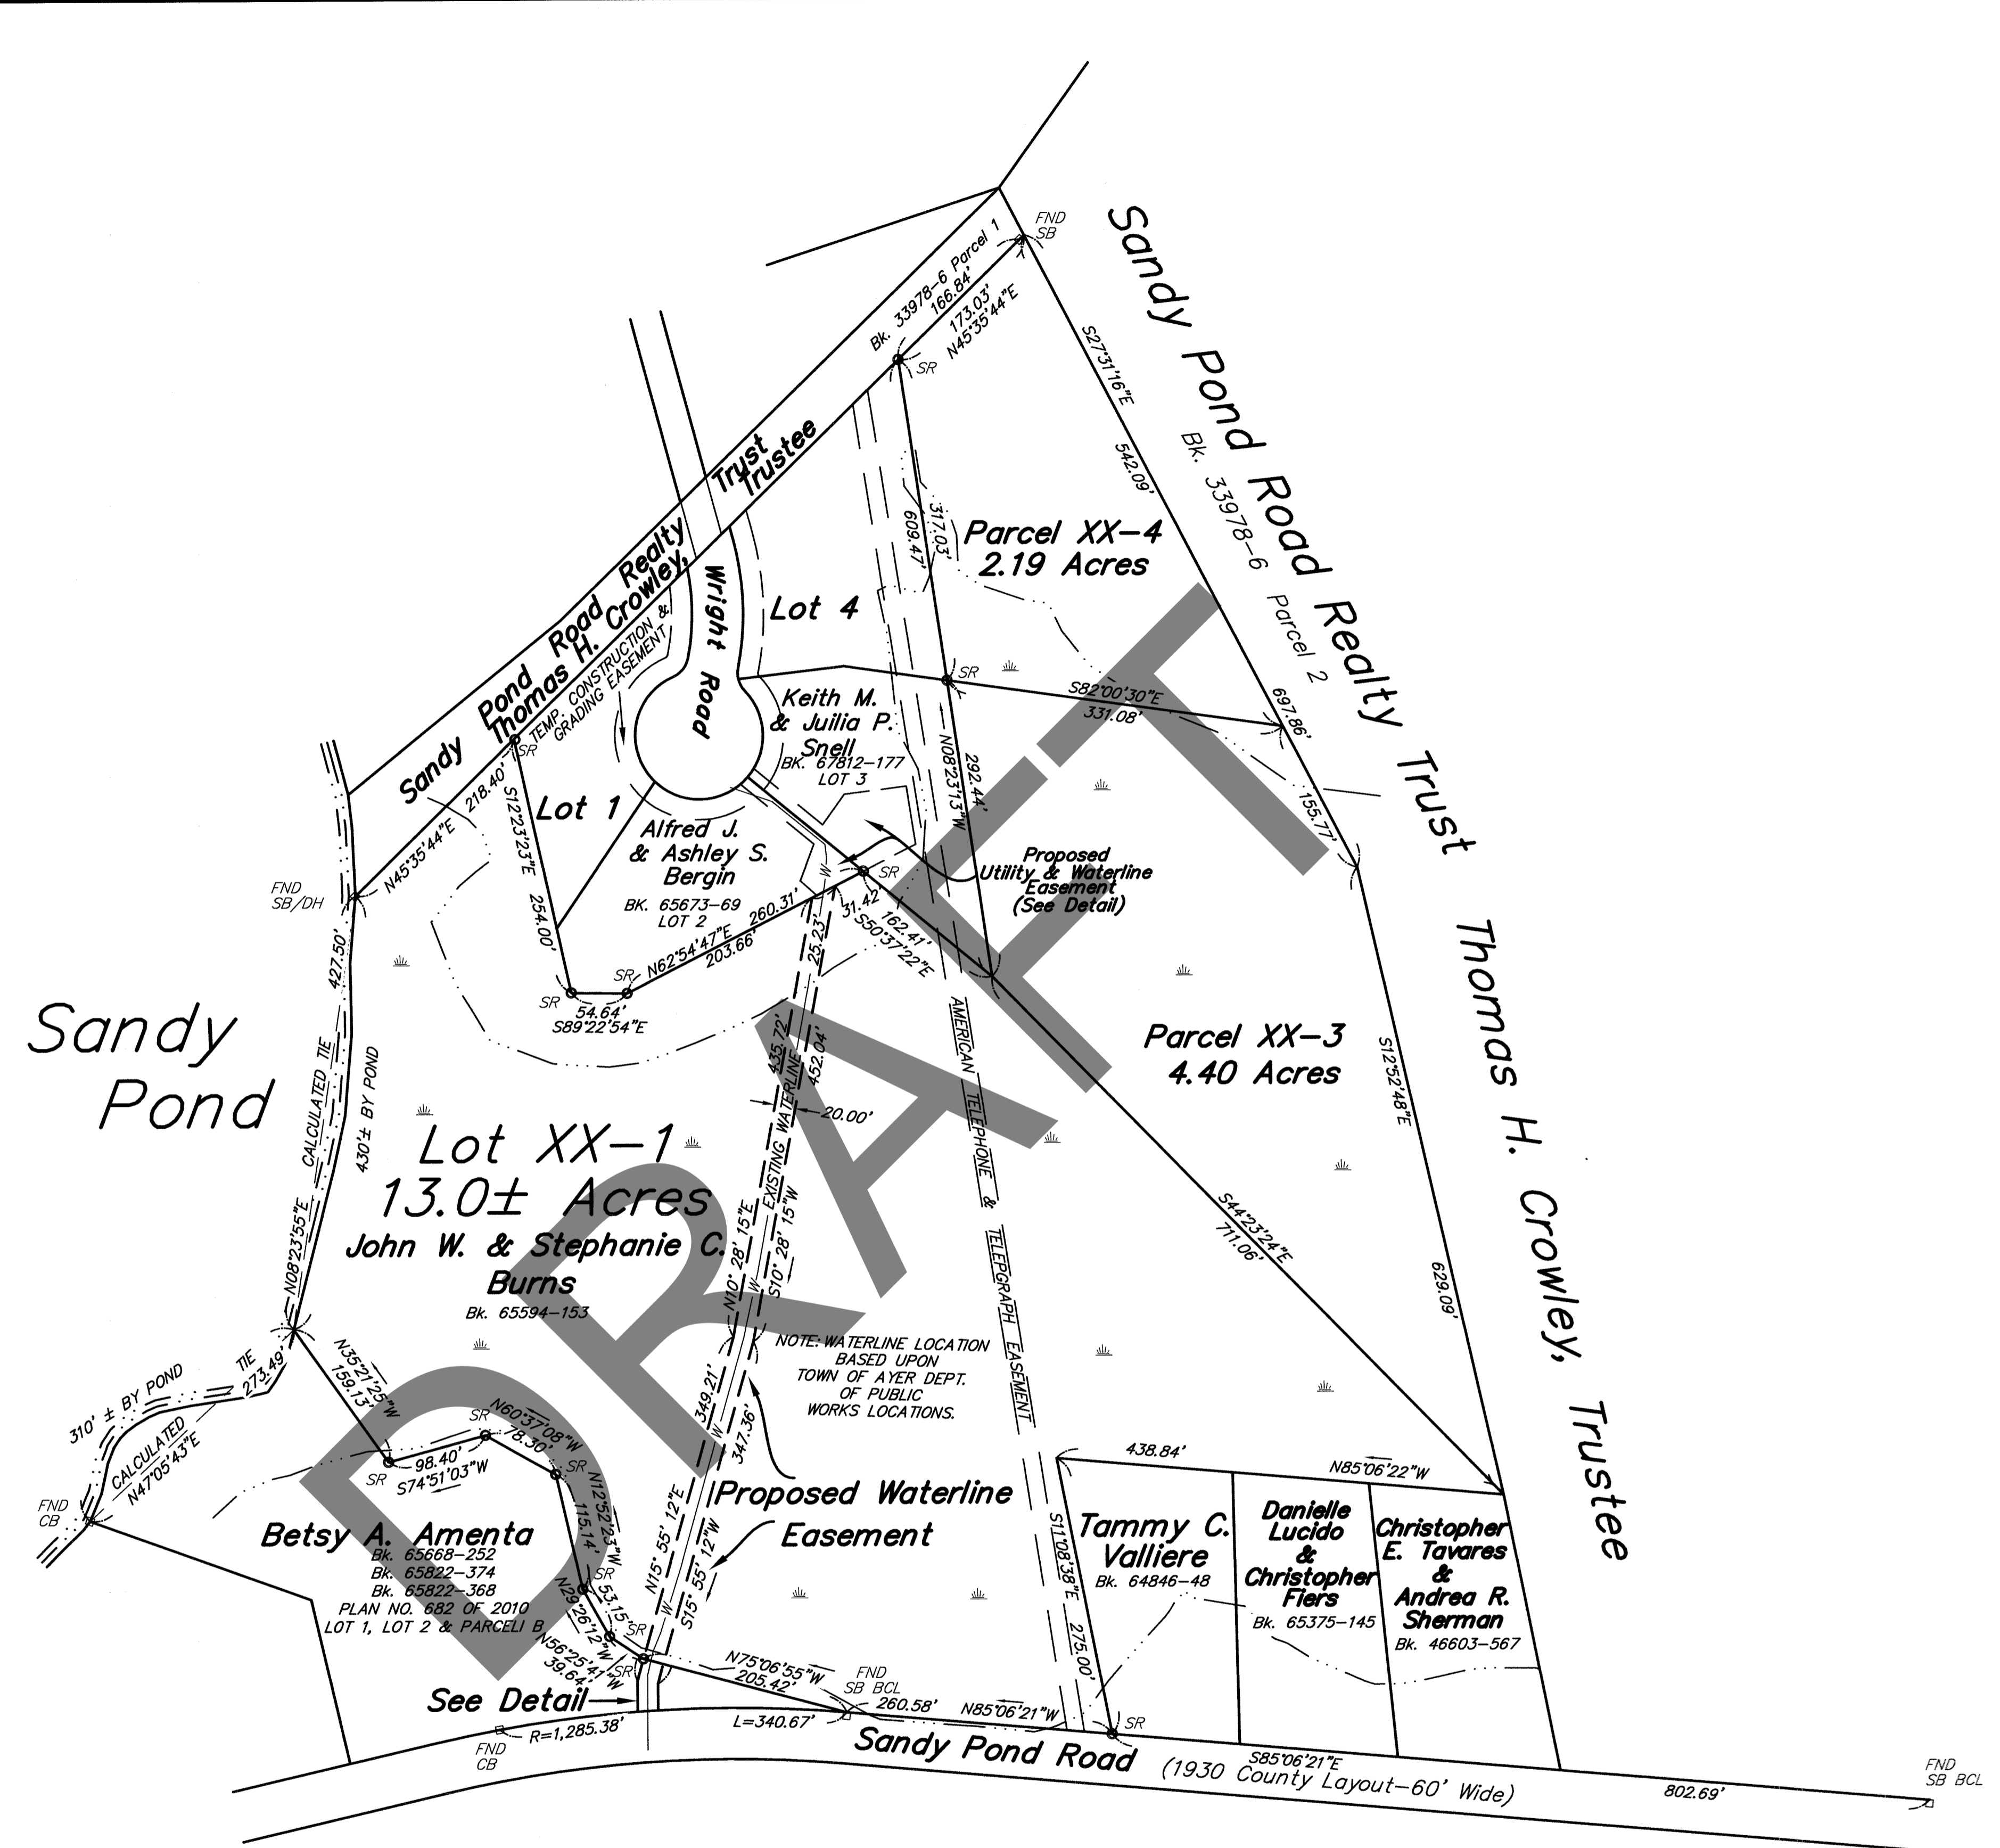 FND
SB
Bk. 33978-6 Parcel 1
166.84'
173.03'
N45°35'44"E
SR
Sandy Pond Road Realty Trust
Thomas H. Crowley, Trustee
S27°31'16"E
542.09'
Sandy Pond Road Realty Trust
Thomas H. Crowley, Trustee
Bk. 33978-6 Parcel 2
317.03'
609.47'
Parcel XX-4
2.19 Acres
Wright Road
Lot 4
TEMP. CONSTRUCTION &
GRADING EASEMENT
SR
S82°00'30"E
331.08'
697.86'
155.77'
Keith M.
& Juilia P.
Snell
BK. 67812-177
LOT 3
N08°23'13"W
292.44'
SR
218.40'
N45°35'44"E
S12°23'23"E
254.00'
Lot 1
Alfred J.
& Ashley S.
Bergin
BK. 65673-69
LOT 2
260.31'
N62°54'47"E
203.66'
SR
31.42'
162.41'
S50°37'22"E
Proposed
Utility & Waterline
Easement
(See Detail)
FND
SB/DH
427.50'
SR
SR
54.64'
S89°22'54"E
25.23'
Sandy
Pond
CALCULATED TIE
430'± BY POND
N08°23'55"E
435.72'
452.04'
20.00'
EXISTING WATERLINE
N10° 28' 15"E
S10° 28' 15"W
W
W
W
W
AMERICAN TELEPHONE & TELEPGRAPH EASEMENT
Parcel XX-3
4.40 Acres
S12°52'48"E
629.09'
S44°23'24"E
711.06'
Lot XX-1
13.0± Acres
John W. & Stephanie C.
Burns
Bk. 65594-153
NOTE: WATERLINE LOCATION
BASED UPON
TOWN OF AYER DEPT.
OF PUBLIC
WORKS LOCATIONS.
349.21'
347.36'
N15° 55' 12"E
S15° 55' 12"W
Proposed Waterline
Easement
310' ± BY POND
TIE
273.49'
CALCULATED
N47°05'43"E
FND
CB
N35°21'25"W
159.13'
SR
98.40'
S74°51'03"W
SR
N60°37'08"W
78.30'
SR
N12°52'23"W
115.14'
SR
53.15'
N29°26'12"W
SR
N56°25'41"W
39.64'
SR
Betsy A. Amenta
Bk. 65668-252
Bk. 65822-374
Bk. 65822-368
PLAN NO. 682 OF 2010
LOT 1, LOT 2 & PARCELI B
438.84'
N85°06'22"W
S11°08'38"E
275.00'
Tammy C.
Valliere
Bk. 64846-48
Danielle
Lucido
&
Christopher
Fiers
Bk. 65375-145
Christopher
E. Tavares
&
Andrea R.
Sherman
Bk. 46603-567
See Detail
N75°06'55"W
205.42'
FND
SB BCL
260.58'
N85°06'21"W
SR
R=1,285.38'
L=340.67'
FND
CB
Sandy Pond Road (1930 County Layout-60' Wide)
S85°06'21"E
802.69'
FND
SB BCL
DRAFT